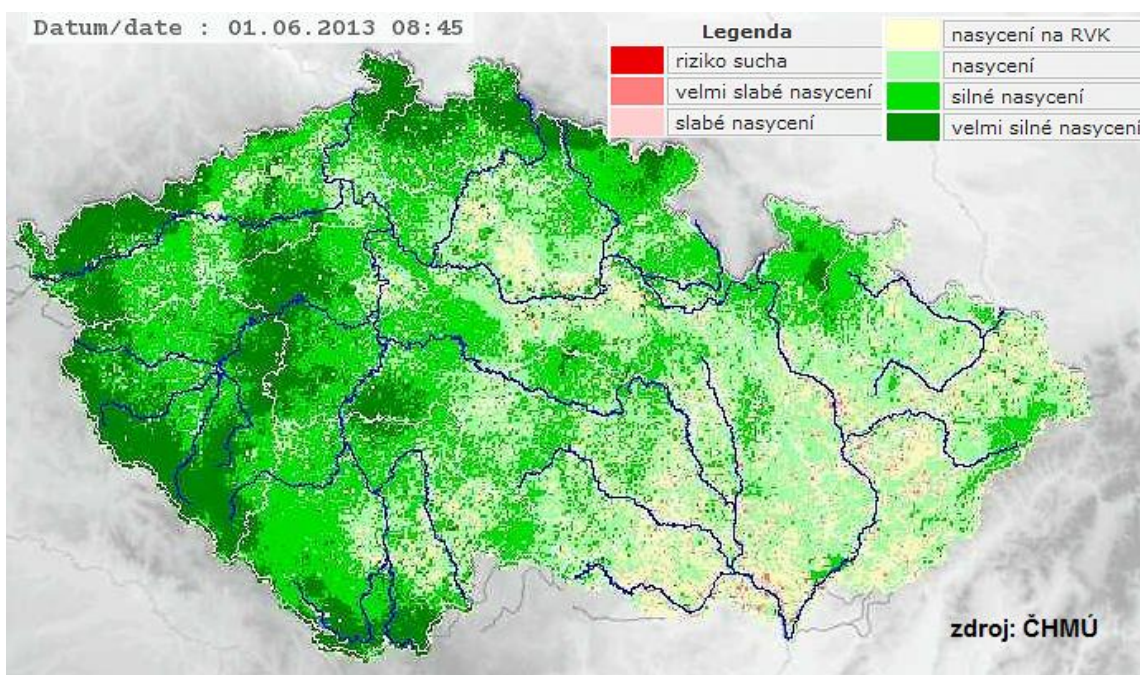 Datum/date : 01.06.2013 08:45
Legenda
riziko sucha
velmi slabé nasycení
slabé nasycení
nasycení na RVK
nasycení
silné nasycení
velmi silné nasycení
zdroj: ČHMÚ